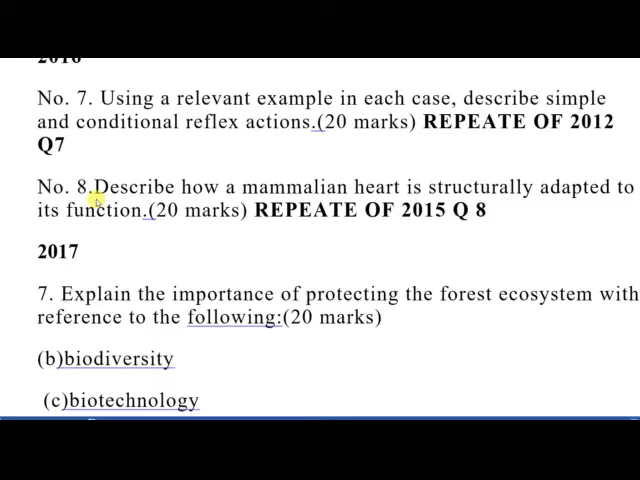 2016
No. 7. Using a relevant example in each case, describe simple
and conditional reflex actions.(20 marks) REPEATE OF 2012
Q7
No. 8.Describe how a mammalian heart is structurally adapted to
its function.(20 marks) REPEATE OF 2015 Q 8
2017
7. Explain the importance of protecting the forest ecosystem with
reference to the following:(20 marks)
(b)biodiversity
(c)biotechnology